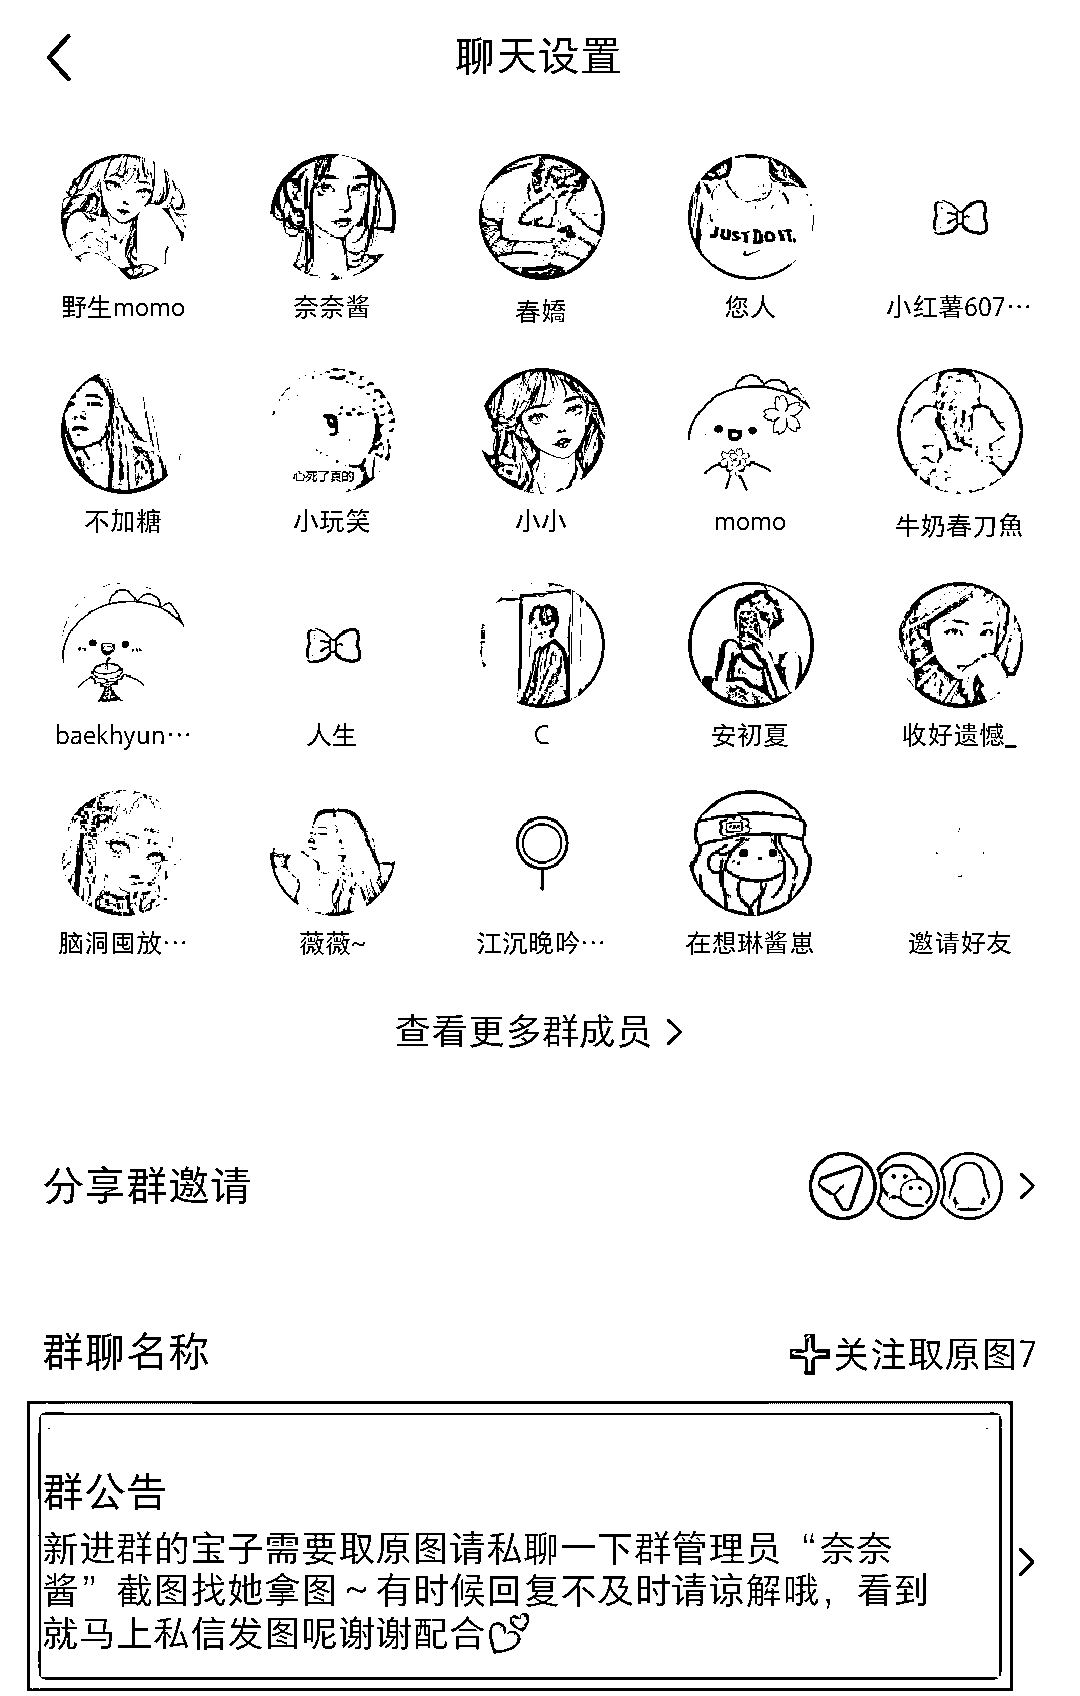 聊天设置
JUST DO IT.
野生momo 奈奈酱 春嬌 您人 小红薯607…
心死了真的
不加糖 小玩笑 小小 momo 牛奶春刀魚
baekhyun… 人生 C 安初夏 收好遗憾_
脑洞囤放… 薇薇~ 江沉晚吟… 在想琳酱崽 邀请好友
查看更多群成员 >
分享群邀请
群聊名称 ➕关注取原图7
群公告
新进群的宝子需要取原图请私聊一下群管理员“奈奈
酱”截图找她拿图～有时候回复不及时请谅解哦，看到
就马上私信发图呢谢谢配合💕